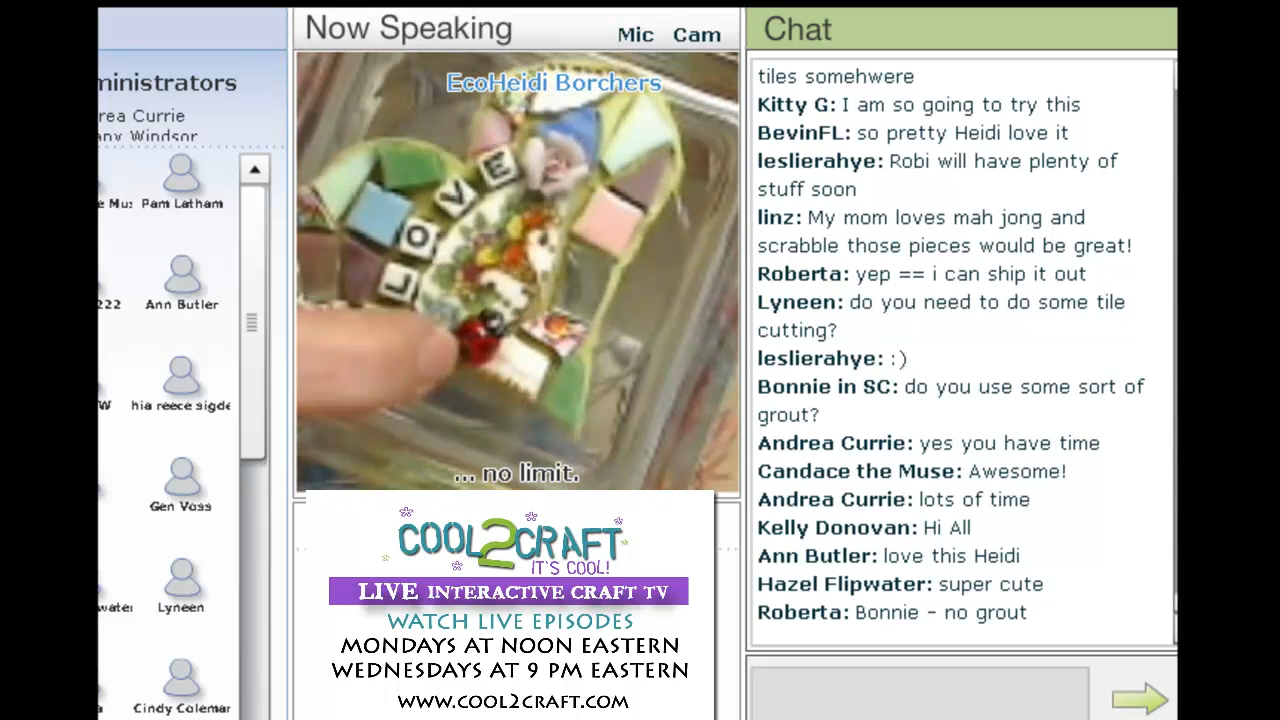 ministrators
rea Currie
any Windsor
e Mu:
Pam Latham
222
Ann Butler
W
hia reece sigde
Gen Voss
water
Lyneen
a
Cindy Coleman
Now Speaking
Mic
Cam
EcoHeidi Borchers
LOVE
... no limit.
COOL2CRAFT
IT'S COOL!
LIVE INTERACTIVE CRAFT TV
WATCH LIVE EPISODES
MONDAYS AT NOON EASTERN
WEDNESDAYS AT 9 PM EASTERN
WWW.COOL2CRAFT.COM
Chat
tiles somehwere
Kitty G: I am so going to try this
BevinFL: so pretty Heidi love it
leslierahye: Robi will have plenty of
stuff soon
linz: My mom loves mah jong and
scrabble those pieces would be great!
Roberta: yep == i can ship it out
Lyneen: do you need to do some tile
cutting?
leslierahye: :)
Bonnie in SC: do you use some sort of
grout?
Andrea Currie: yes you have time
Candace the Muse: Awesome!
Andrea Currie: lots of time
Kelly Donovan: Hi All
Ann Butler: love this Heidi
Hazel Flipwater: super cute
Roberta: Bonnie - no grout